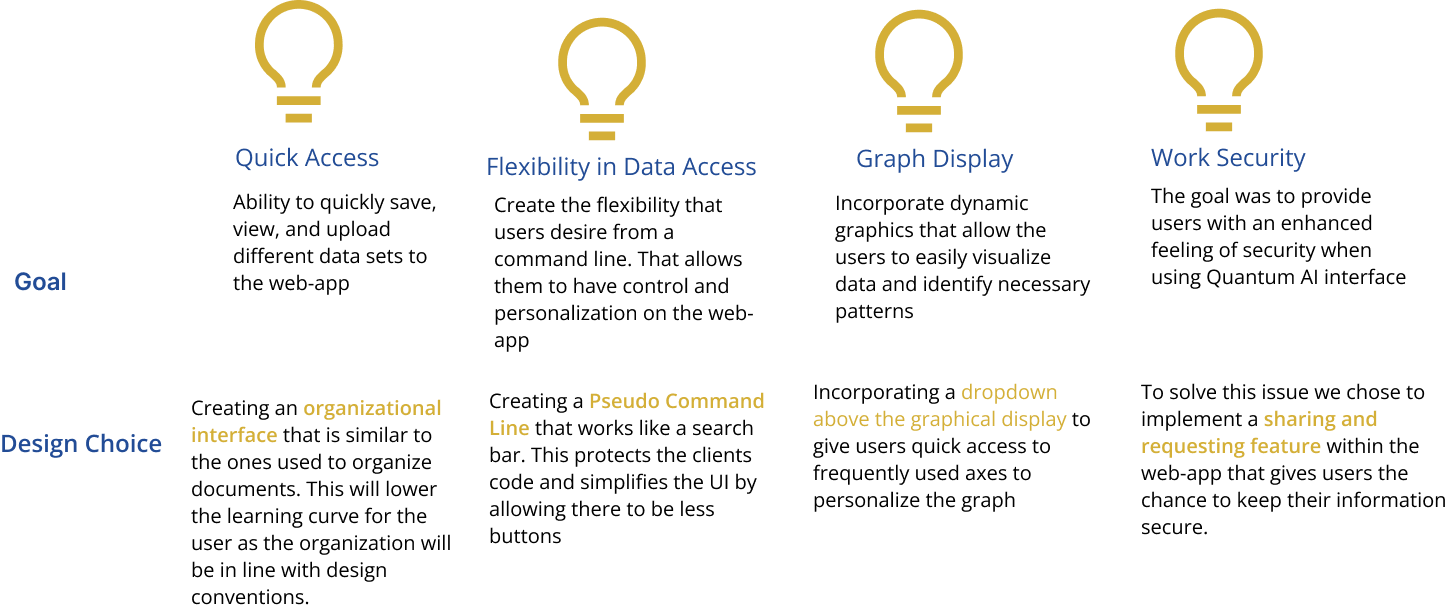 Quick Access
Flexibility in Data Access
Graph Display
Work Security
Goal
Ability to quickly save,
view, and upload
different data sets to
the web-app
Create the flexibility that
users desire from a
command line. That allows
them to have control and
personalization on the web-
app
Incorporate dynamic
graphics that allow the
users to easily visualize
data and identify necessary
patterns
The goal was to provide
users with an enhanced
feeling of security when
using Quantum AI interface
Design Choice
Creating an organizational
interface that is similar to
the ones used to organize
documents. This will lower
the learning curve for the
user as the organization will
be in line with design
conventions.
Creating a Pseudo Command
Line that works like a search
bar. This protects the clients
code and simplifies the UI by
allowing there to be less
buttons
Incorporating a dropdown
above the graphical display to
give users quick access to
frequently used axes to
personalize the graph
To solve this issue we chose to
implement a sharing and
requesting feature within the
web-app that gives users the
chance to keep their information
secure.